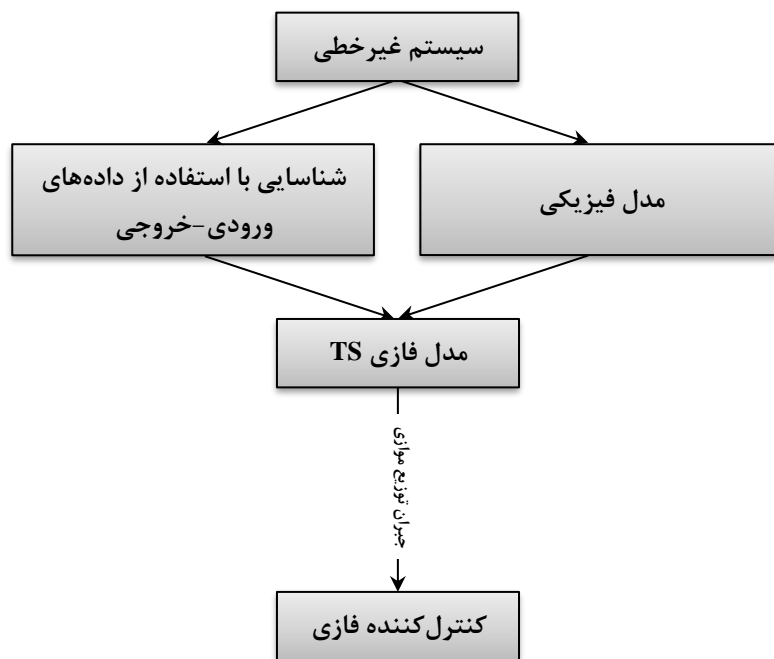 سیستم غیرخطی
شناسایی با استفاده از داده‌های
ورودی-خروجی
مدل فیزیکی
مدل فازی TS
جبران توزیع موازی
کنترل‌کننده فازی